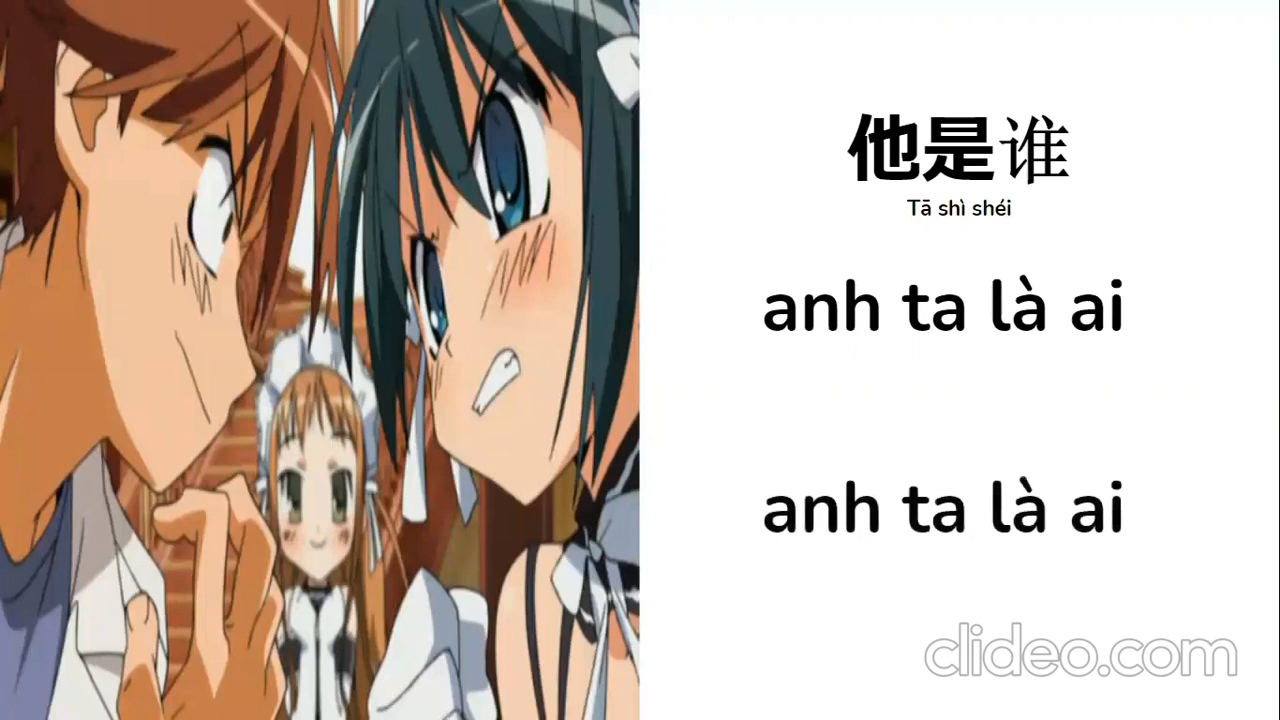 他是谁
Tā shì shéi
anh ta là ai
anh ta là ai
clideo.com